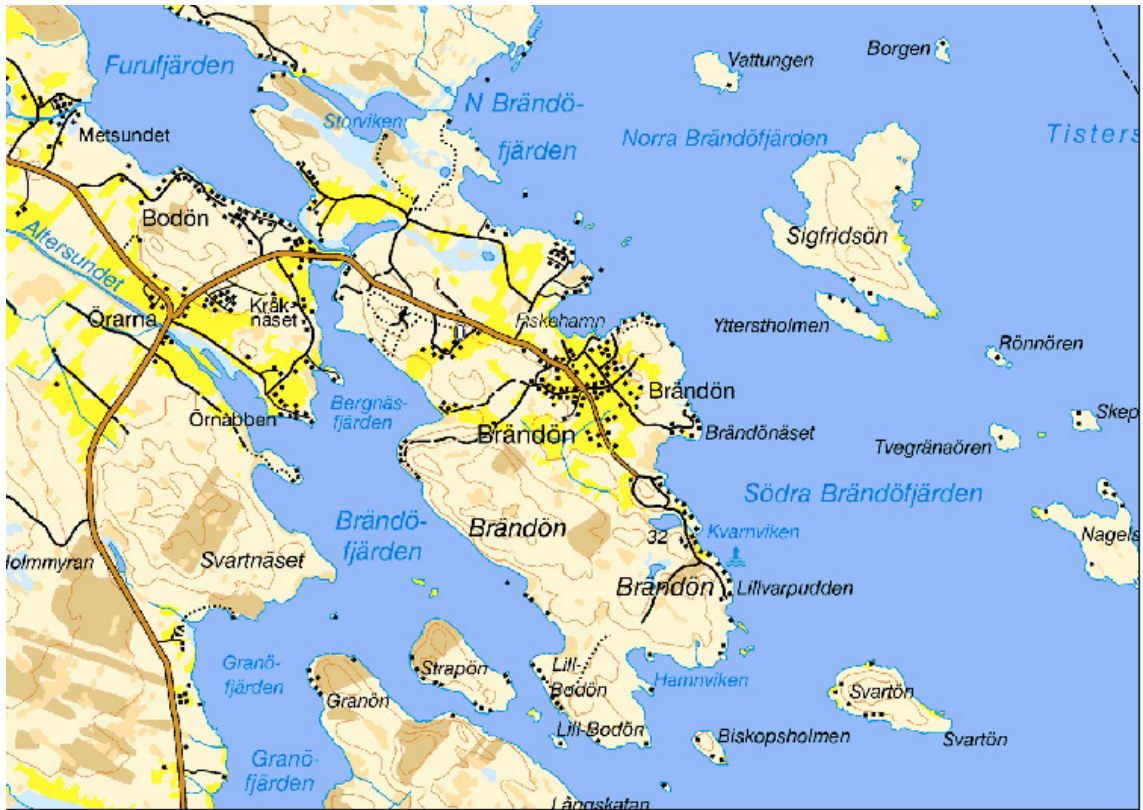 Borgen
Vattungen
Furufjärden
N Brändö-
fjärden
Storviken
Metsundet
Norra Brändöfjärden
Tisters
Bodön
Sigfridsön
Altersundet
Kråk-
näset
Örarna
Fiskehamn
Ytterstholmen
Rönnören
Brändön
Bergnäs-
fjärden
Örnäbben
Brändön
Brändönäset
Skep
Tvegränaören
Södra Brändöfjärden
Brändö-
fjärden
Brändön
Kvarnviken
32
Nagels
Holmmyran
Svartnäset
Brändön
Lillvarpudden
Granö-
fjärden
Strapön
Lill-
Bodön
Hamnviken
Granön
Svartön
Lill-Bodön
Biskopsholmen
Svartön
Granö-
fjärden
Långskatan